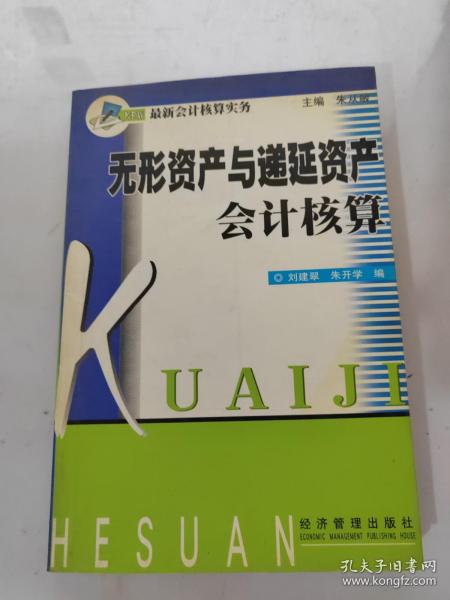 最新会计核算实务
主编 朱
无形资产与递延资产
会计核算
◎ 刘建翠 朱开学 编
KUAIJI
HESUAN
经济管理出版社
ECONOMIC MANAGEMENT PUBLISHING HOUSE
孔夫子旧书网
www.kongfz.com